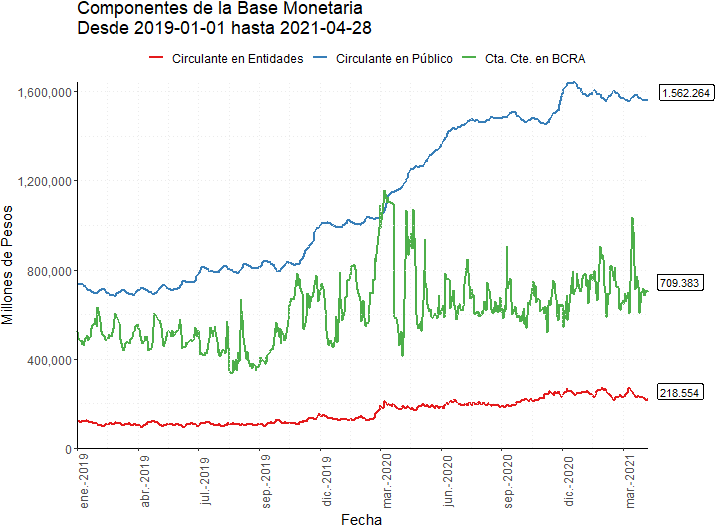 Componentes de la Base Monetaria
Desde 2019-01-01 hasta 2021-04-28
Circulante en Entidades Circulante en Público Cta. Cte. en BCRA
Millones de Pesos
1,600,000
1,200,000
800,000
400,000
0
1.562.264
709.383
218.554
ene.-2019
abr.-2019
jul.-2019
sep.-2019
dic.-2019
mar.-2020
jun.-2020
sep.-2020
dic.-2020
mar.-2021
Fecha